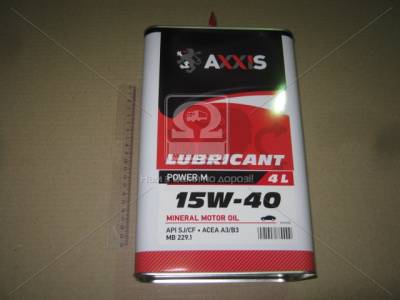 AXXIS
LUBRICANT
POWER M
4 L
15W-40
MINERAL MOTOR OIL
API SJ/CF • ACEA A3/B3
MB 229.1